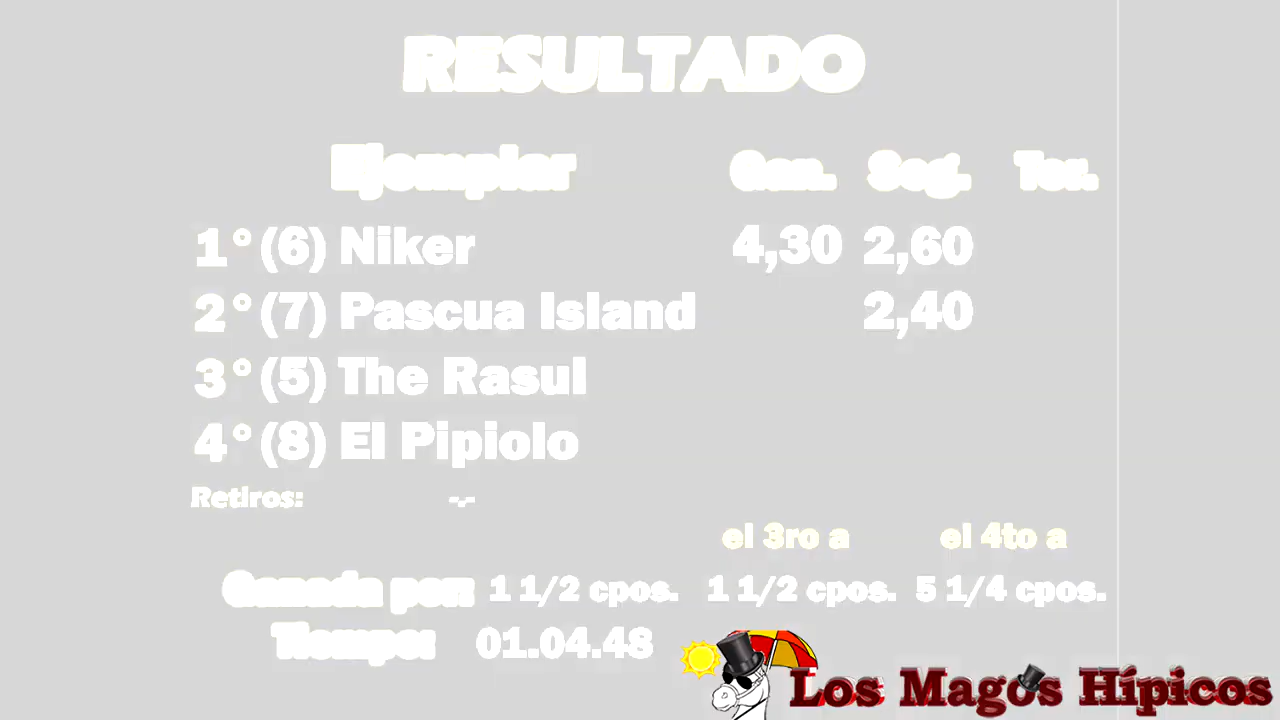 RESULTADO
Ejemplar Gan. Seg. Ter.
1° (6) Niker 4,30 2,60
2° (7) Pascua Island 2,40
3° (5) The Rasul
4° (8) El Pipiolo
Retiros: -.-
el 3ro a el 4to a
Ganada por: 1 1/2 cpos. 1 1/2 cpos. 5 1/4 cpos.
Tiempo: 01.04.48
Los Magos Hípicos